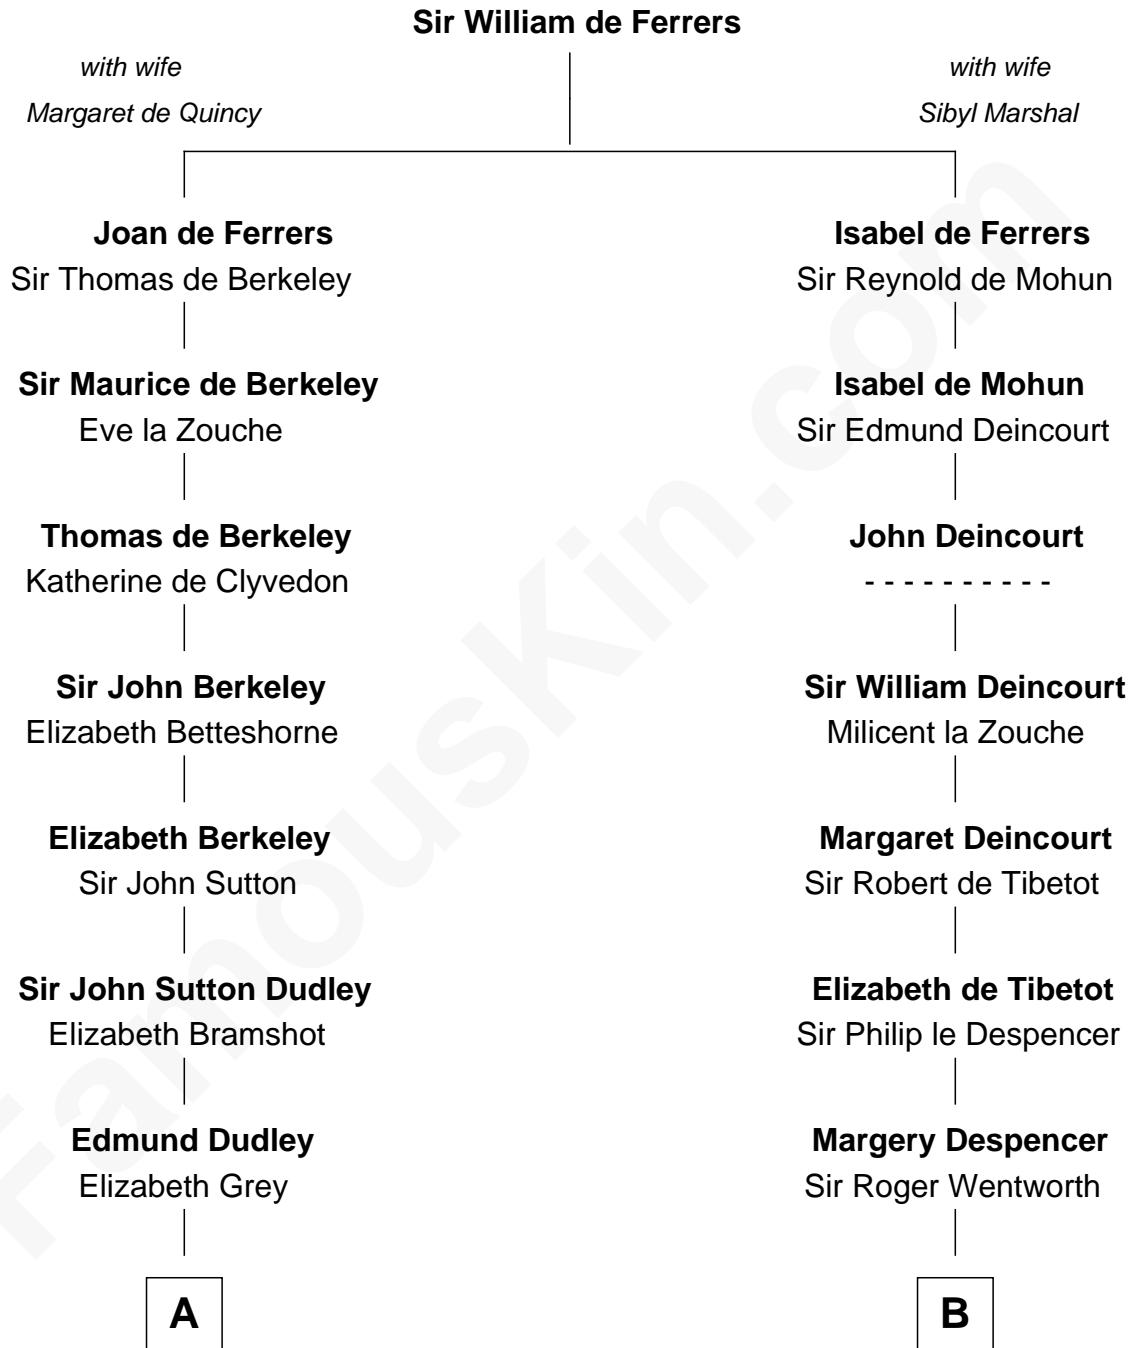 Sir William de Ferrers
with wife
Margaret de Quincy
with wife
Sibyl Marshal
Joan de Ferrers
Sir Thomas de Berkeley
Isabel de Ferrers
Sir Reynold de Mohun
Sir Maurice de Berkeley
Eve la Zouche
Isabel de Mohun
Sir Edmund Deincourt
Thomas de Berkeley
Katherine de Clyvedon
John Deincourt
- - - - - - - - - -
Sir John Berkeley
Elizabeth Betteshorne
Sir William Deincourt
Milicent la Zouche
Elizabeth Berkeley
Sir John Sutton
Margaret Deincourt
Sir Robert de Tibetot
Sir John Sutton Dudley
Elizabeth Bramshot
Elizabeth de Tibetot
Sir Philip le Despencer
Edmund Dudley
Elizabeth Grey
Margery Despencer
Sir Roger Wentworth
A
B
FamousKin.com